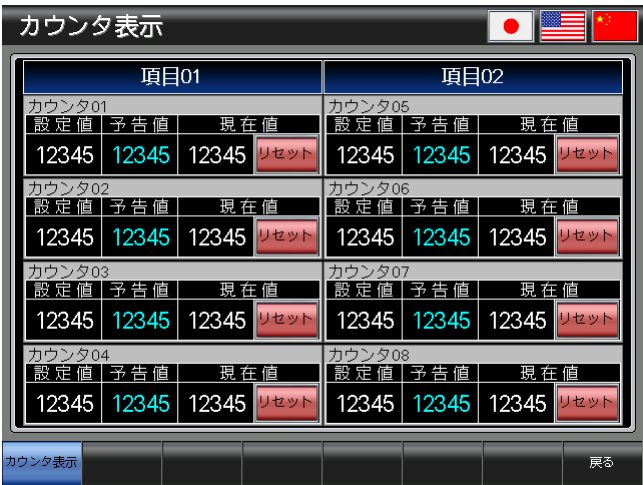 カウンタ表示
項目01 項目02
カウンタ01 カウンタ05
設定値 予告値 現在値 設定値 予告値 現在値
12345 12345 12345 リセット 12345 12345 12345 リセット
カウンタ02 カウンタ06
設定値 予告値 現在値 設定値 予告値 現在値
12345 12345 12345 リセット 12345 12345 12345 リセット
カウンタ03 カウンタ07
設定値 予告値 現在値 設定値 予告値 現在値
12345 12345 12345 リセット 12345 12345 12345 リセット
カウンタ04 カウンタ08
設定値 予告値 現在値 設定値 予告値 現在値
12345 12345 12345 リセット 12345 12345 12345 リセット
カウンタ表示 戻る